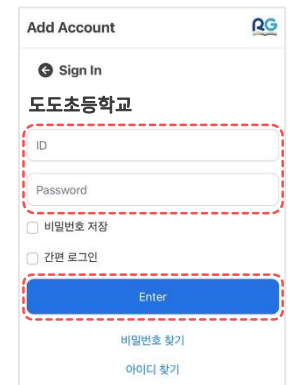 Add Account
RG
Sign In
도도초등학교
ID
Password
비밀번호 저장
간편 로그인
Enter
비밀번호 찾기
아이디 찾기